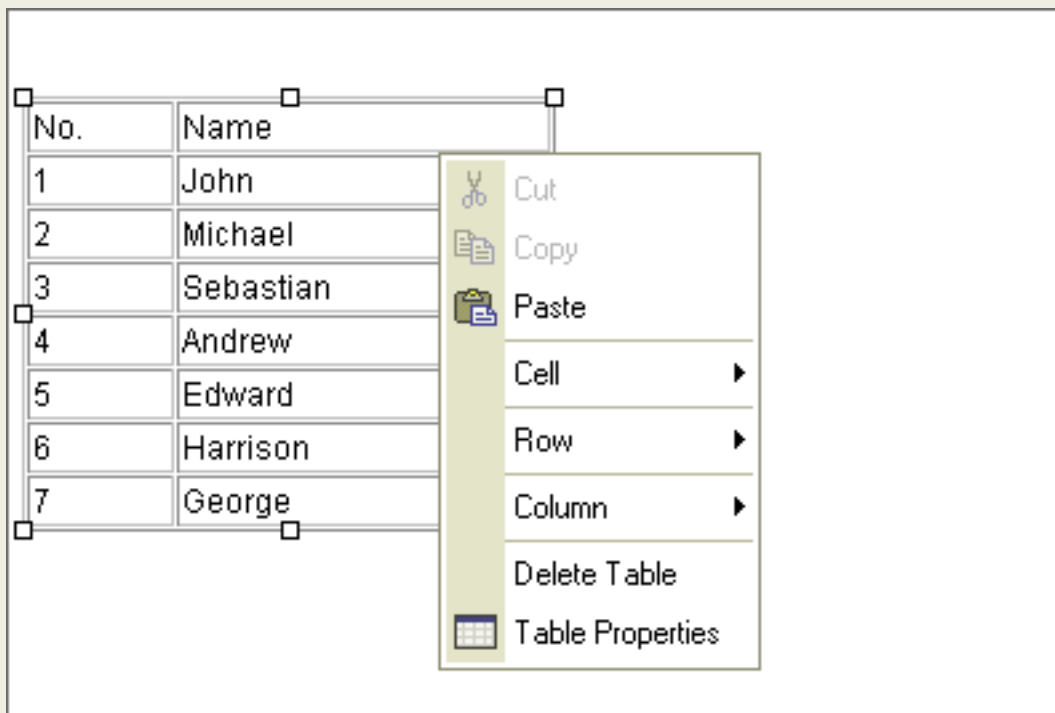 No. Name
1 John
2 Michael
3 Sebastian
4 Andrew
5 Edward
6 Harrison
7 George
Cut
Copy
Paste
Cell
Row
Column
Delete Table
Table Properties